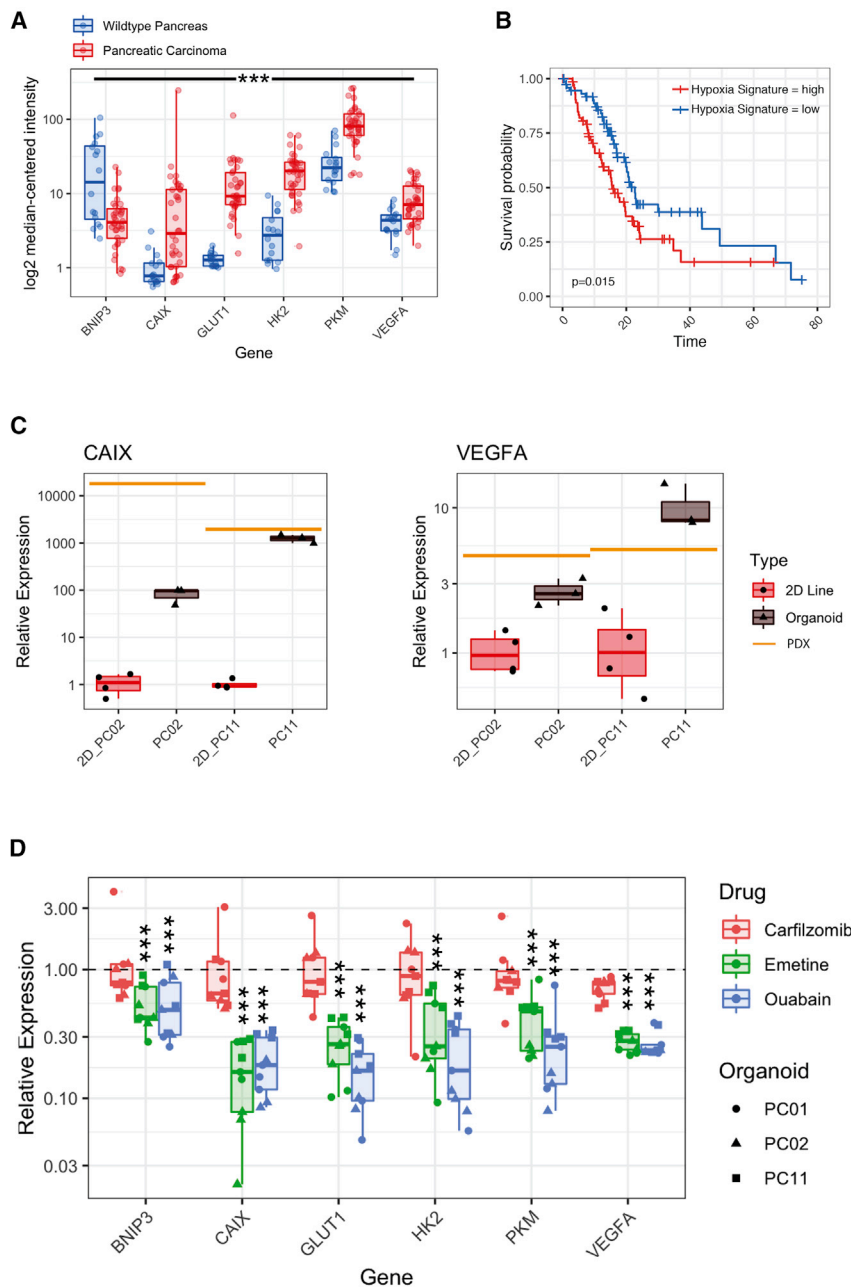 A
Wildtype Pancreas
Pancreatic Carcinoma
***
log2 median-centered intensity
100
10
1
BNIP3
CAIX
GLUT1
HK2
PKM
VEGFA
Gene
B
Hypoxia Signature = high
Hypoxia Signature = low
Survival probability
1.00
0.75
0.50
0.25
0.00
p=0.015
0
20
40
60
80
Time
C
CAIX
Relative Expression
10000
1000
100
10
1
2D_PC02
PC02
2D_PC11
PC11
VEGFA
Relative Expression
10
3
1
2D_PC02
PC02
2D_PC11
PC11
Type
2D Line
Organoid
PDX
D
Relative Expression
3.00
1.00
0.30
0.10
0.03
***
***
***
***
***
***
***
***
***
***
***
***
BNIP3
CAIX
GLUT1
HK2
PKM
VEGFA
Gene
Drug
Carfilzomib
Emetine
Ouabain
Organoid
PC01
PC02
PC11